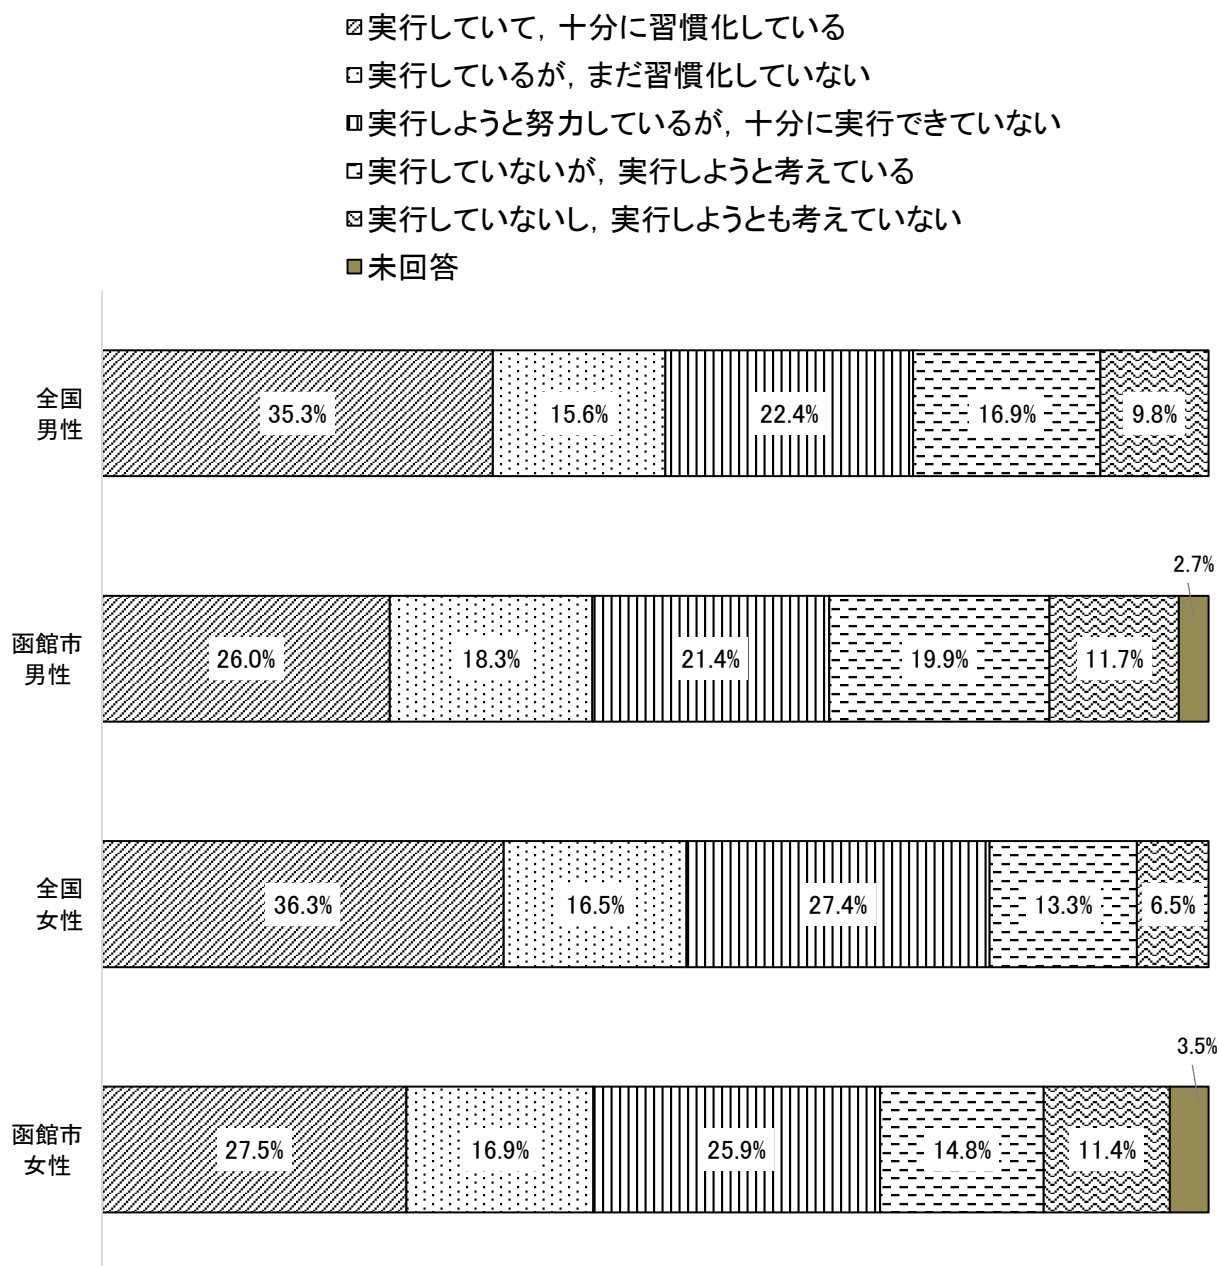 実行していて，十分に習慣化している
実行しているが，まだ習慣化していない
実行しようと努力しているが，十分に実行できていない
実行していないが，実行しようと考えている
実行していないし，実行しようとも考えていない
未回答
全国
男性
35.3%
15.6%
22.4%
16.9%
9.8%
函館市
男性
26.0%
18.3%
21.4%
19.9%
11.7%
2.7%
全国
女性
36.3%
16.5%
27.4%
13.3%
6.5%
函館市
女性
27.5%
16.9%
25.9%
14.8%
11.4%
3.5%